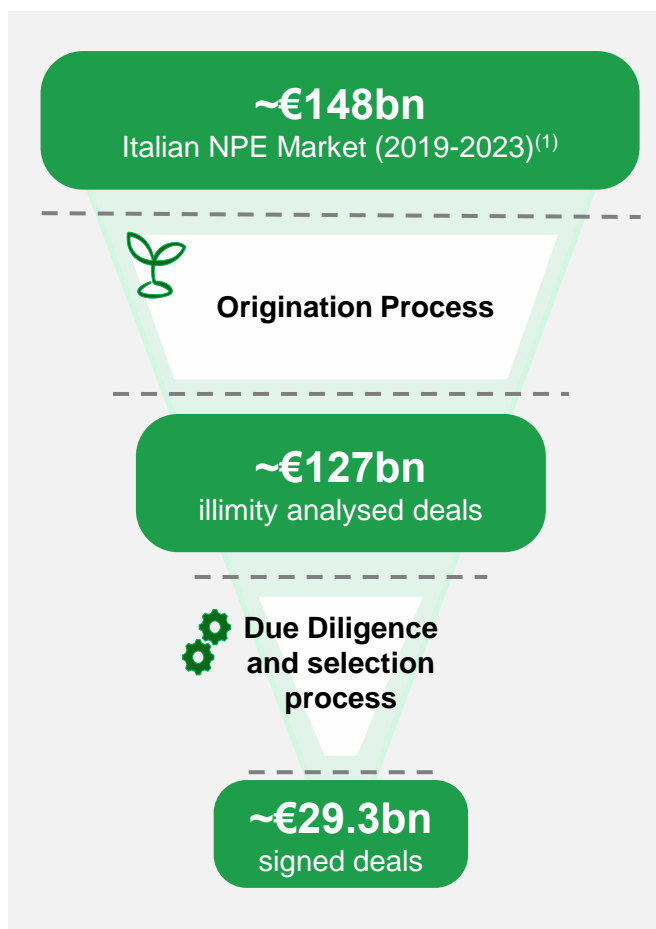 ~€148bn
Italian NPE Market (2019-2023)(1)
Origination Process
~€127bn
illimity analysed deals
Due Diligence
and selection
process
~€29.3bn
signed deals